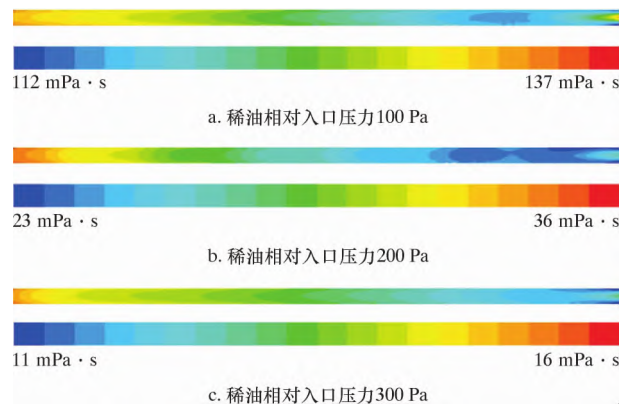 112 mPa · s 137 mPa · s
a. 稀油相对入口压力100 Pa
23 mPa · s 36 mPa · s
b. 稀油相对入口压力200 Pa
11 mPa · s 16 mPa · s
c. 稀油相对入口压力300 Pa